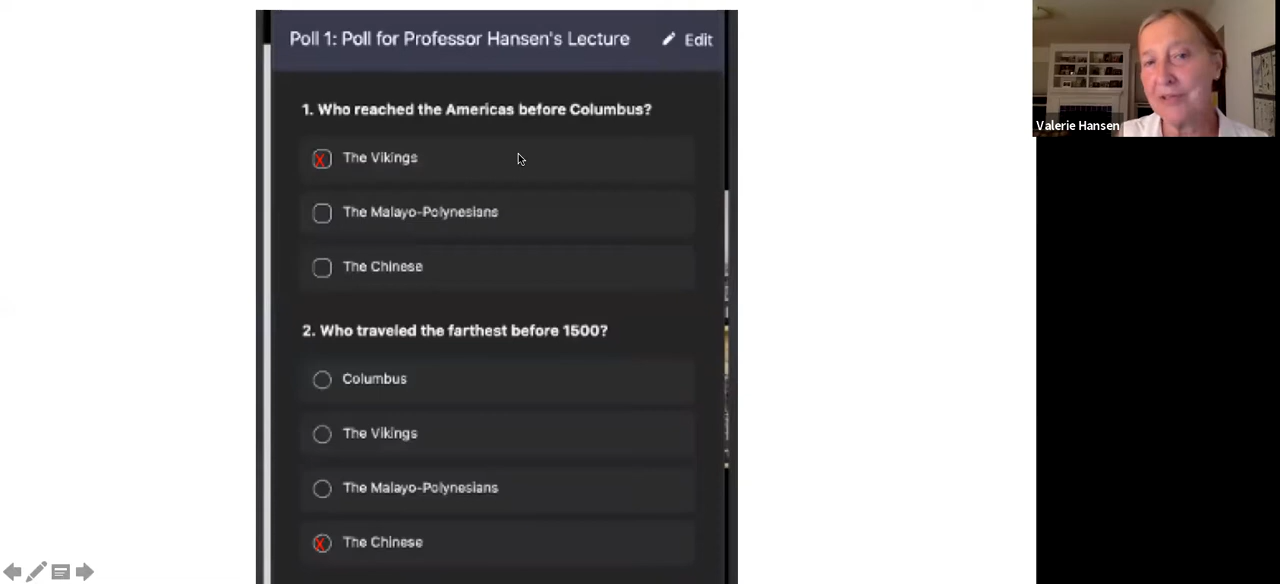 Poll 1: Poll for Professor Hansen's Lecture Edit
1. Who reached the Americas before Columbus?
X The Vikings
The Malayo-Polynesians
The Chinese
2. Who traveled the farthest before 1500?
Columbus
The Vikings
The Malayo-Polynesians
X The Chinese
Valerie Hansen